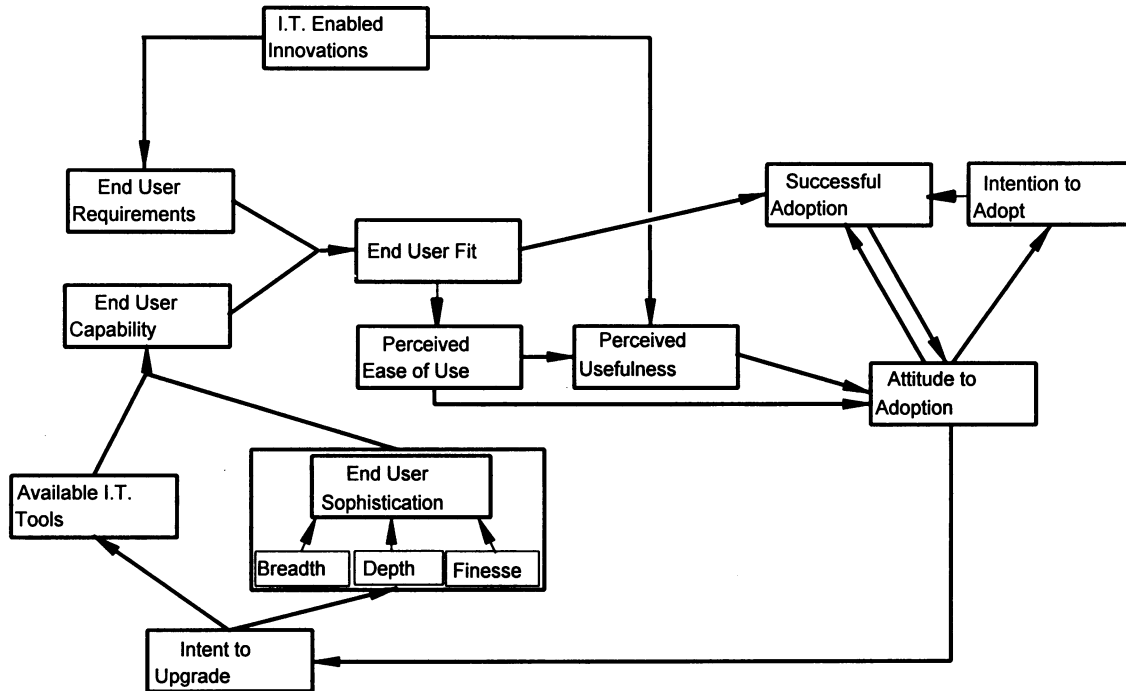 I.T. Enabled
Innovations
End User
Requirements
Successful
Adoption
Intention to
Adopt
End User Fit
End User
Capability
Perceived
Ease of Use
Perceived
Usefulness
Attitude to
Adoption
Available I.T.
Tools
End User
Sophistication
Breadth
Depth
Finesse
Intent to
Upgrade